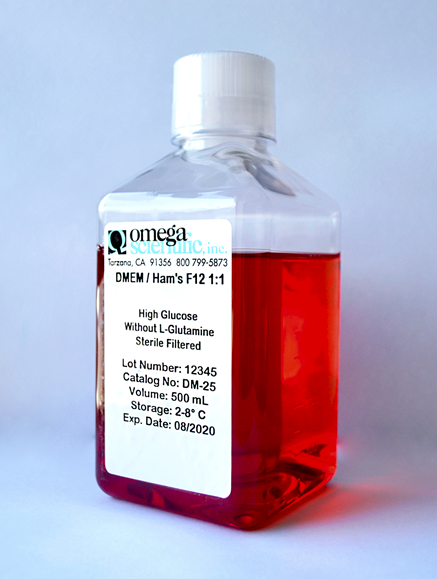 omega
scientific, inc.
Tarzana, CA 91356 800 799-5873
DMEM / Ham's F12 1:1
High Glucose
Without L-Glutamine
Sterile Filtered
Lot Number: 12345
Catalog No: DM-25
Volume: 500 mL
Storage: 2-8° C
Exp. Date: 08/2020